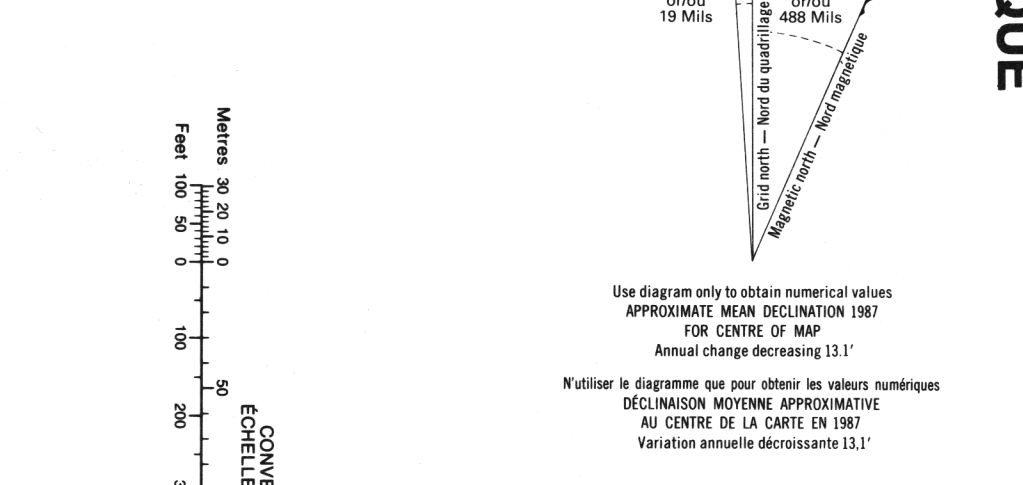 or/ou
19 Mils
or/ou
488 Mils
Grid north — Nord du quadrillage
Magnetic north — Nord magnetique
QUE
Use diagram only to obtain numerical values
APPROXIMATE MEAN DECLINATION 1987
FOR CENTRE OF MAP
Annual change decreasing 13.1′
N'utiliser le diagramme que pour obtenir les valeurs numériques
DÉCLINAISON MOYENNE APPROXIMATIVE
AU CENTRE DE LA CARTE EN 1987
Variation annuelle décroissante 13,1′
Metres 30 20 10 0 50
Feet 100 50 0 100 200
CONVE
ÉCHELLE